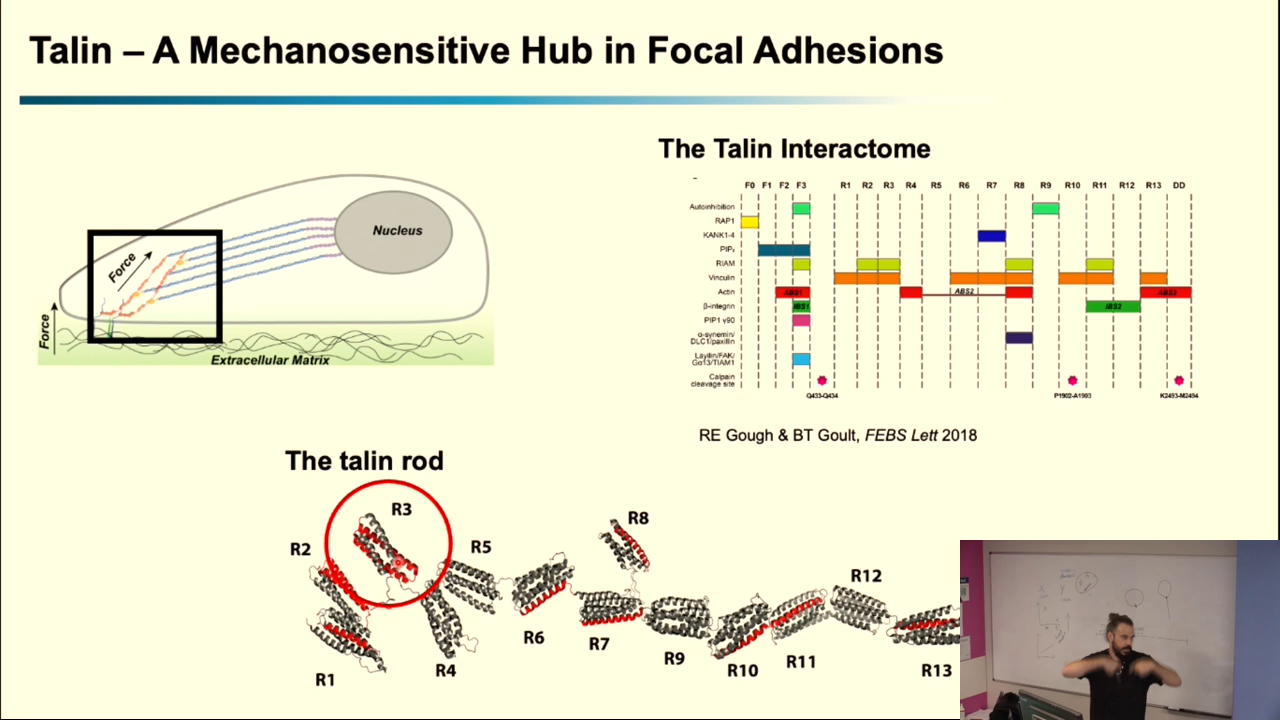 Talin – A Mechanosensitive Hub in Focal Adhesions
Nucleus
Force
Force
Extracellular Matrix
The Talin Interactome
F0 F1 F2 F3 R1 R2 R3 R4 R5 R6 R7 R8 R9 R10 R11 R12 R13 DD
Autoinhibition
RAP1
KANK1-4
PIP₂
RIAM
Vinculin
Actin ABS1 ABS2 ABS3
β-integrin IBS1 IBS2
PIP1 γ90
α-synemin/
DLC1/paxillin
Layilin/FAK/
Gα13/TIAM1
Calpain
cleavage site
Q433-Q434 P1902-A1903 K2493-M2494
RE Gough & BT Goult, FEBS Lett 2018
The talin rod
R3
R8
R2
R5
R12
R6
R7
R9
R11
R10
R13
R4
R1